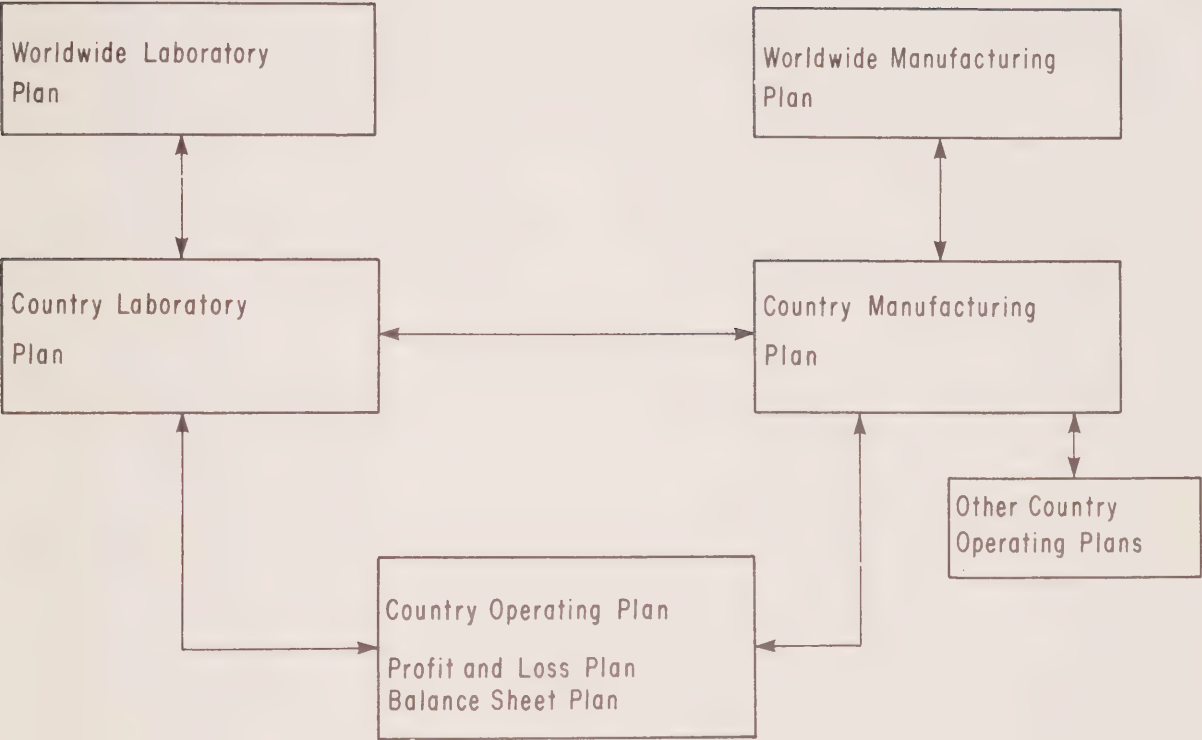 Worldwide Laboratory
Plan
Worldwide Manufacturing
Plan
Country Laboratory
Plan
Country Manufacturing
Plan
Other Country
Operating Plans
Country Operating Plan
Profit and Loss Plan
Balance Sheet Plan